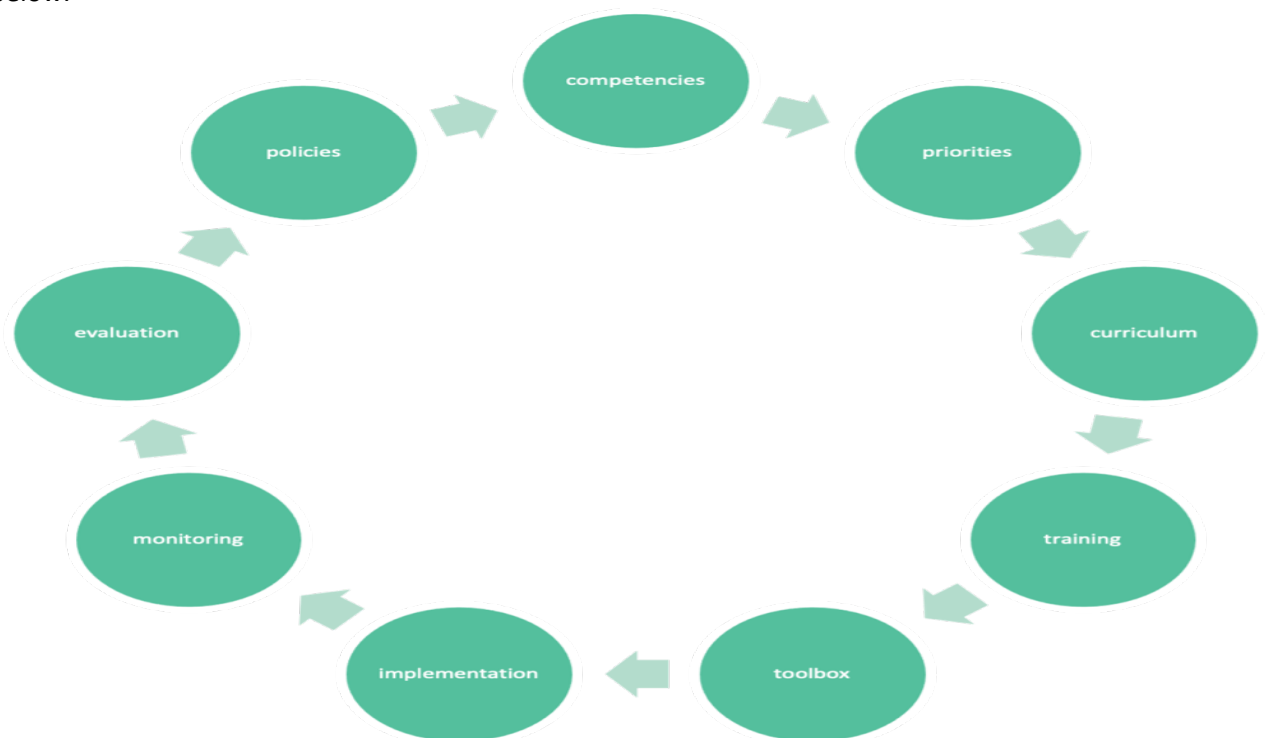 competencies
policies
priorities
evaluation
curriculum
monitoring
training
implementation
toolbox